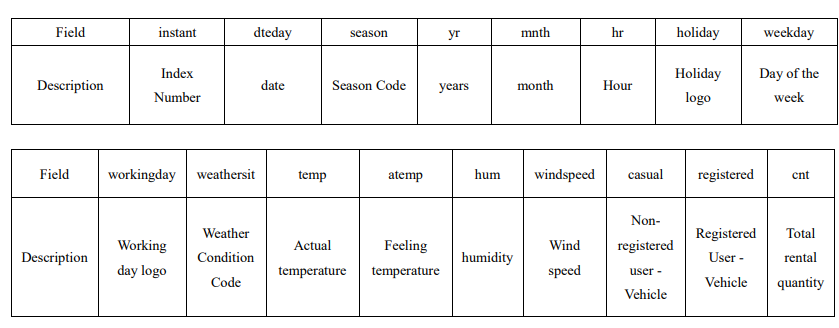 Field instant dteday season yr mnth hr holiday weekday
Description Index Number date Season Code years month Hour Holiday logo Day of the week
Field workingday weathersit temp atemp hum windspeed casual registered cnt
Description Working day logo Weather Condition Code Actual temperature Feeling temperature humidity Wind speed Non-registered user - Vehicle Registered User - Vehicle Total rental quantity